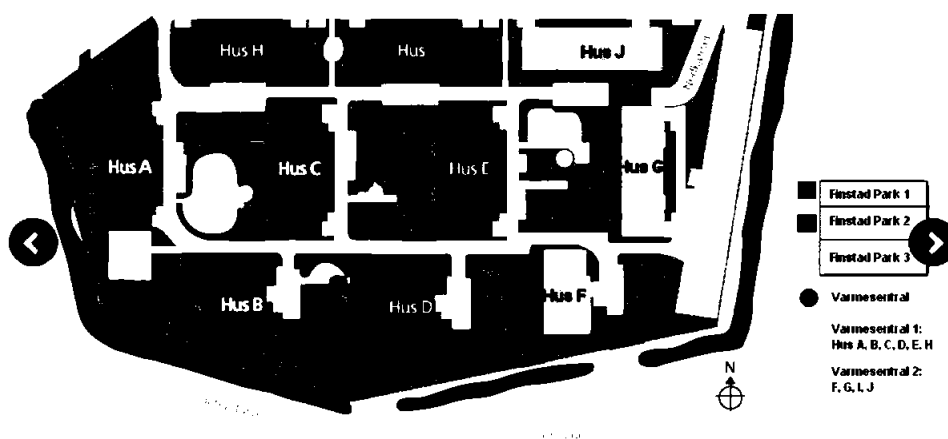 Hus H
Hus
Hus J
Hus A
Hus C
Hus E
Hus G
Hus B
Hus D
Hus F
Finstad Park 1
Finstad Park 2
Finstad Park 3
Varmesentral
Varmesentral 1:
Hus A, B, C, D, E, H
Varmesentral 2:
F, G, I, J
N